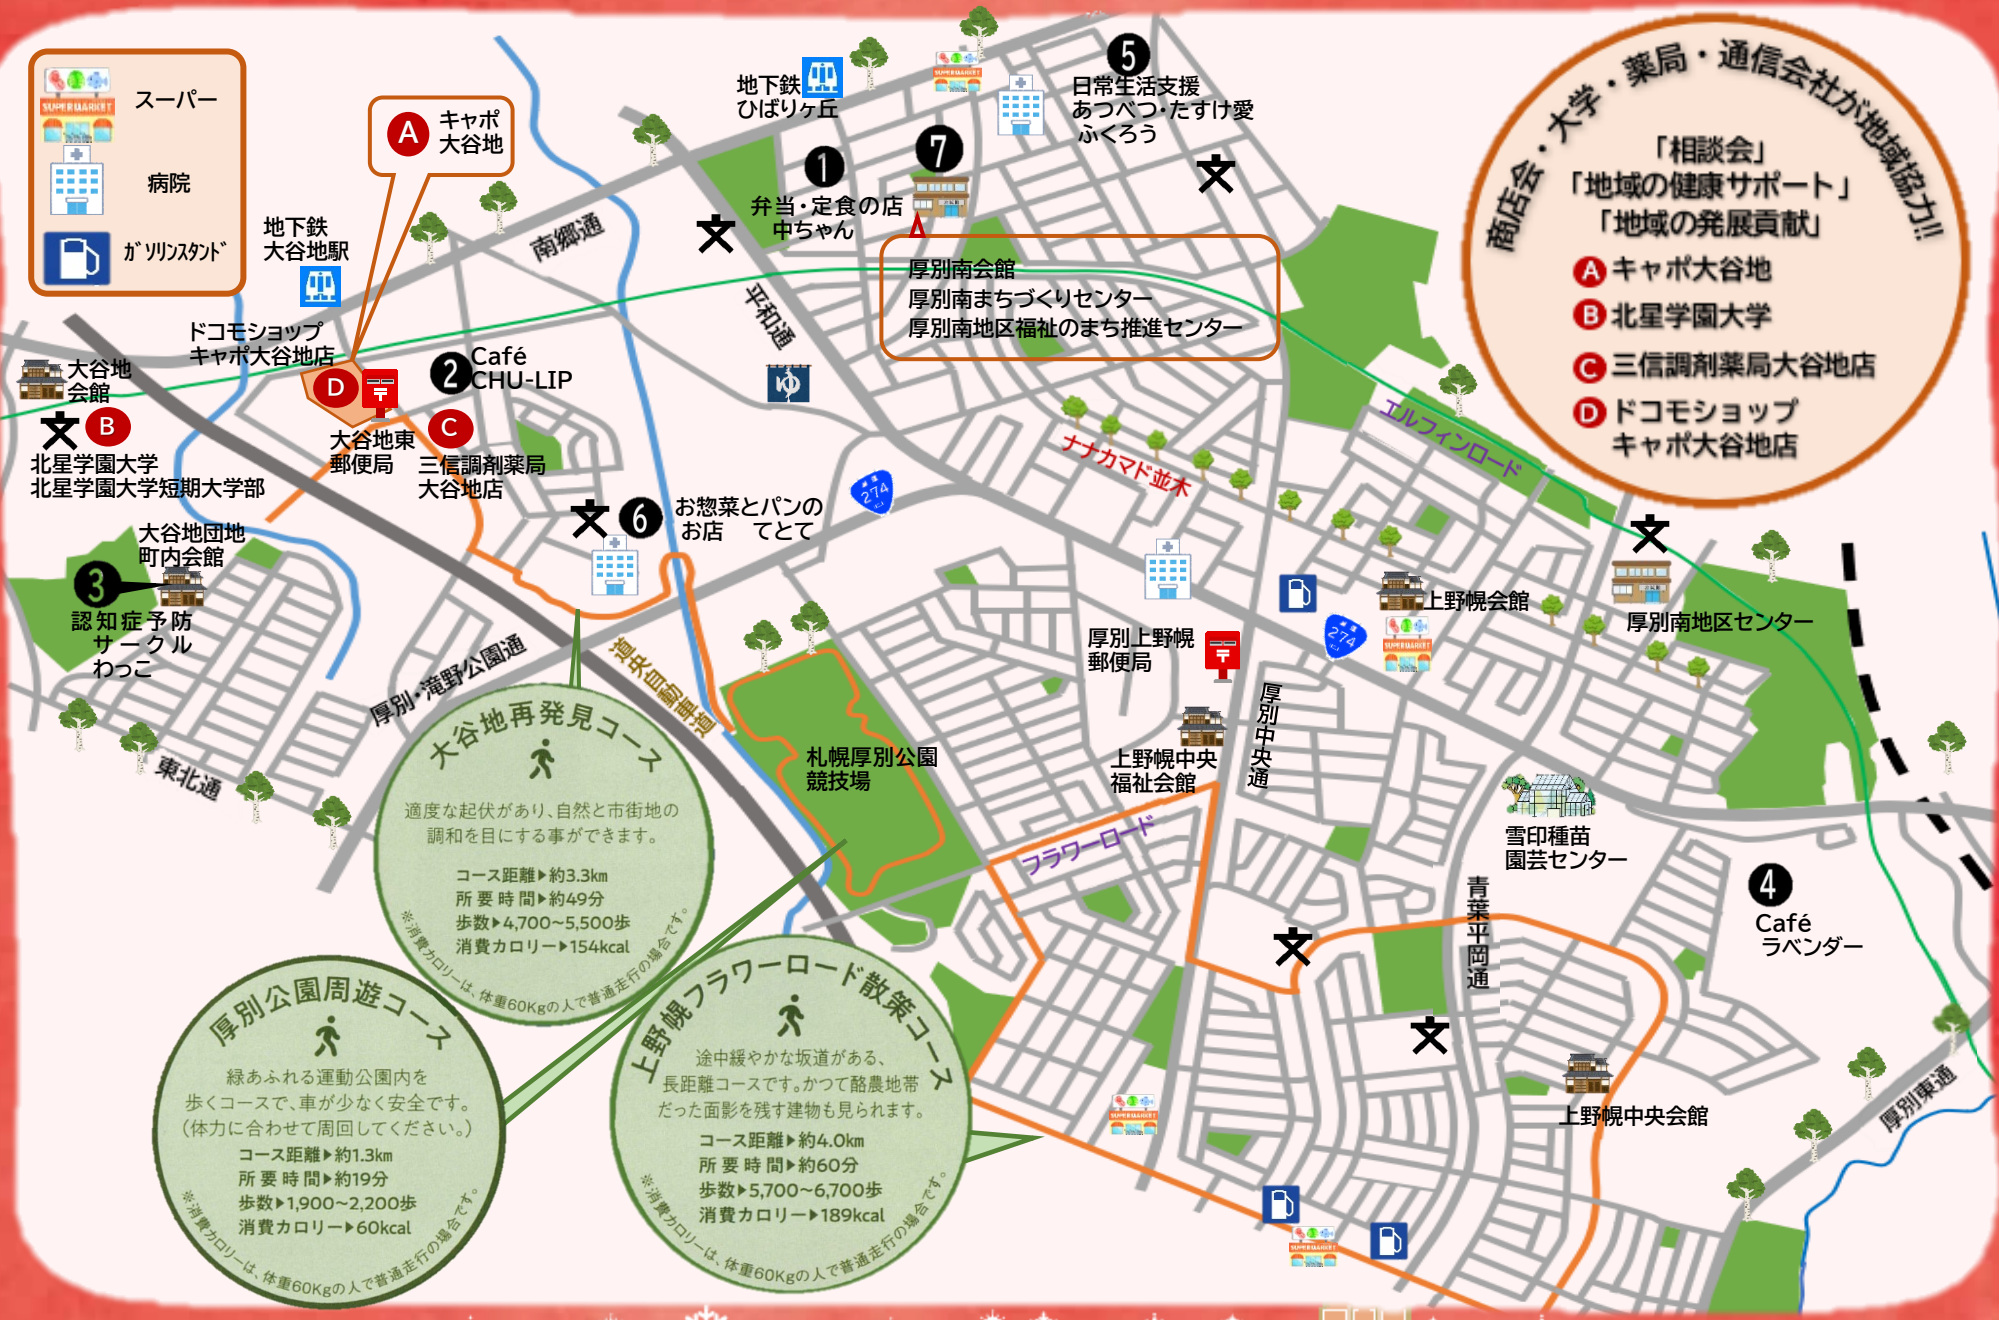 SUPERMARKET
スーパー
病院
ｶﾞｿﾘﾝｽﾀﾝﾄﾞ
A
キャポ
大谷地
地下鉄
大谷地駅
南郷通
ドコモショップ
キャポ大谷地店
D
2
Café
CHU-LIP
大谷地
会館
文
B
北星学園大学
北星学園大学短期大学部
大谷地東
郵便局
C
三信調剤薬局
大谷地店
大谷地団地
町内会館
3
認知症予防
サークル
わっこ
東北通
厚別・滝野公園通
道央自動車道
文
6
お惣菜とパンの
お店　てとて
地下鉄
ひばりヶ丘
SUPERMARKET
5
日常生活支援
あつべつ・たすけ愛
ふくろう
1
弁当・定食の店
中ちゃん
7
文
文
厚別南会館
厚別南まちづくりセンター
厚別南地区福祉のまち推進センター
平和通
ゆ
274
ナナカマド並木
エルフィンロード
文
厚別南地区センター
上野幌会館
274
SUPERMARKET
厚別上野幌
郵便局
厚別中央通
上野幌中央
福祉会館
札幌厚別公園
競技場
フラワーロード
雪印種苗
園芸センター
4
Café
ラベンダー
青葉平岡通
文
文
上野幌中央会館
厚別東通
SUPERMARKET
SUPERMARKET
商店会・大学・薬局・通信会社が地域協力!!
「相談会」
「地域の健康サポート」
「地域の発展貢献」
A キャポ大谷地
B 北星学園大学
C 三信調剤薬局大谷地店
D ドコモショップ
キャポ大谷地店
大谷地再発見コース
適度な起伏があり、自然と市街地の
調和を目にする事ができます。
コース距離▶約3.3km
所要時間▶約49分
歩数▶4,700〜5,500歩
消費カロリー▶154kcal
※消費カロリーは、体重60Kgの人で普通走行の場合です。
厚別公園周遊コース
緑あふれる運動公園内を
歩くコースで、車が少なく安全です。
（体力に合わせて周回してください。）
コース距離▶約1.3km
所要時間▶約19分
歩数▶1,900〜2,200歩
消費カロリー▶60kcal
※消費カロリーは、体重60Kgの人で普通走行の場合です。
上野幌フラワーロード散策コース
途中緩やかな坂道がある、
長距離コースです。かつて酪農地帯
だった面影を残す建物も見られます。
コース距離▶約4.0km
所要時間▶約60分
歩数▶5,700〜6,700歩
消費カロリー▶189kcal
※消費カロリーは、体重60Kgの人で普通走行の場合です。